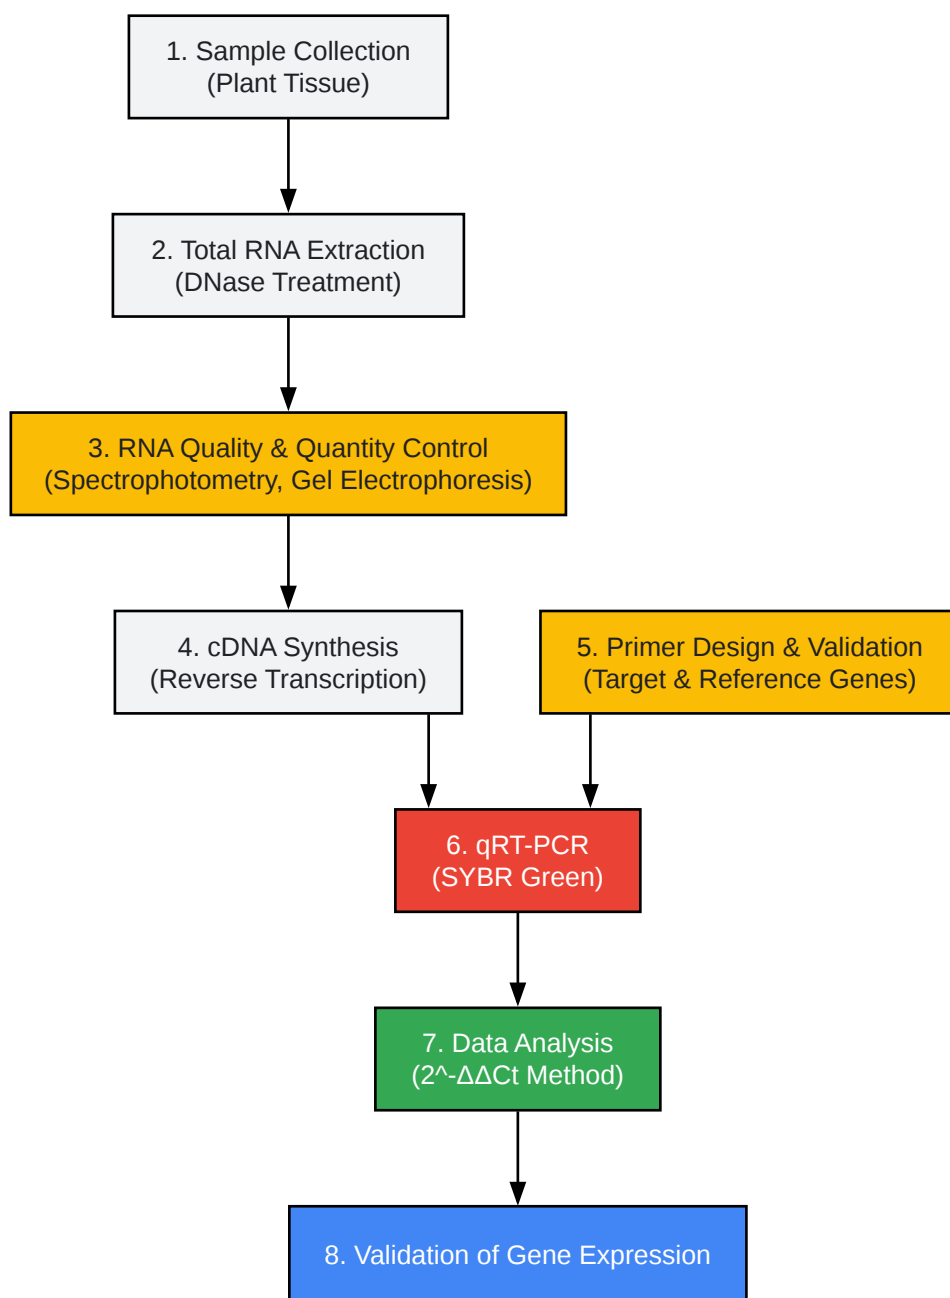 1. Sample Collection
(Plant Tissue)
2. Total RNA Extraction
(DNase Treatment)
3. RNA Quality & Quantity Control
(Spectrophotometry, Gel Electrophoresis)
4. cDNA Synthesis
(Reverse Transcription)
5. Primer Design & Validation
(Target & Reference Genes)
6. qRT-PCR
(SYBR Green)
7. Data Analysis
(2^-ΔΔCt Method)
8. Validation of Gene Expression